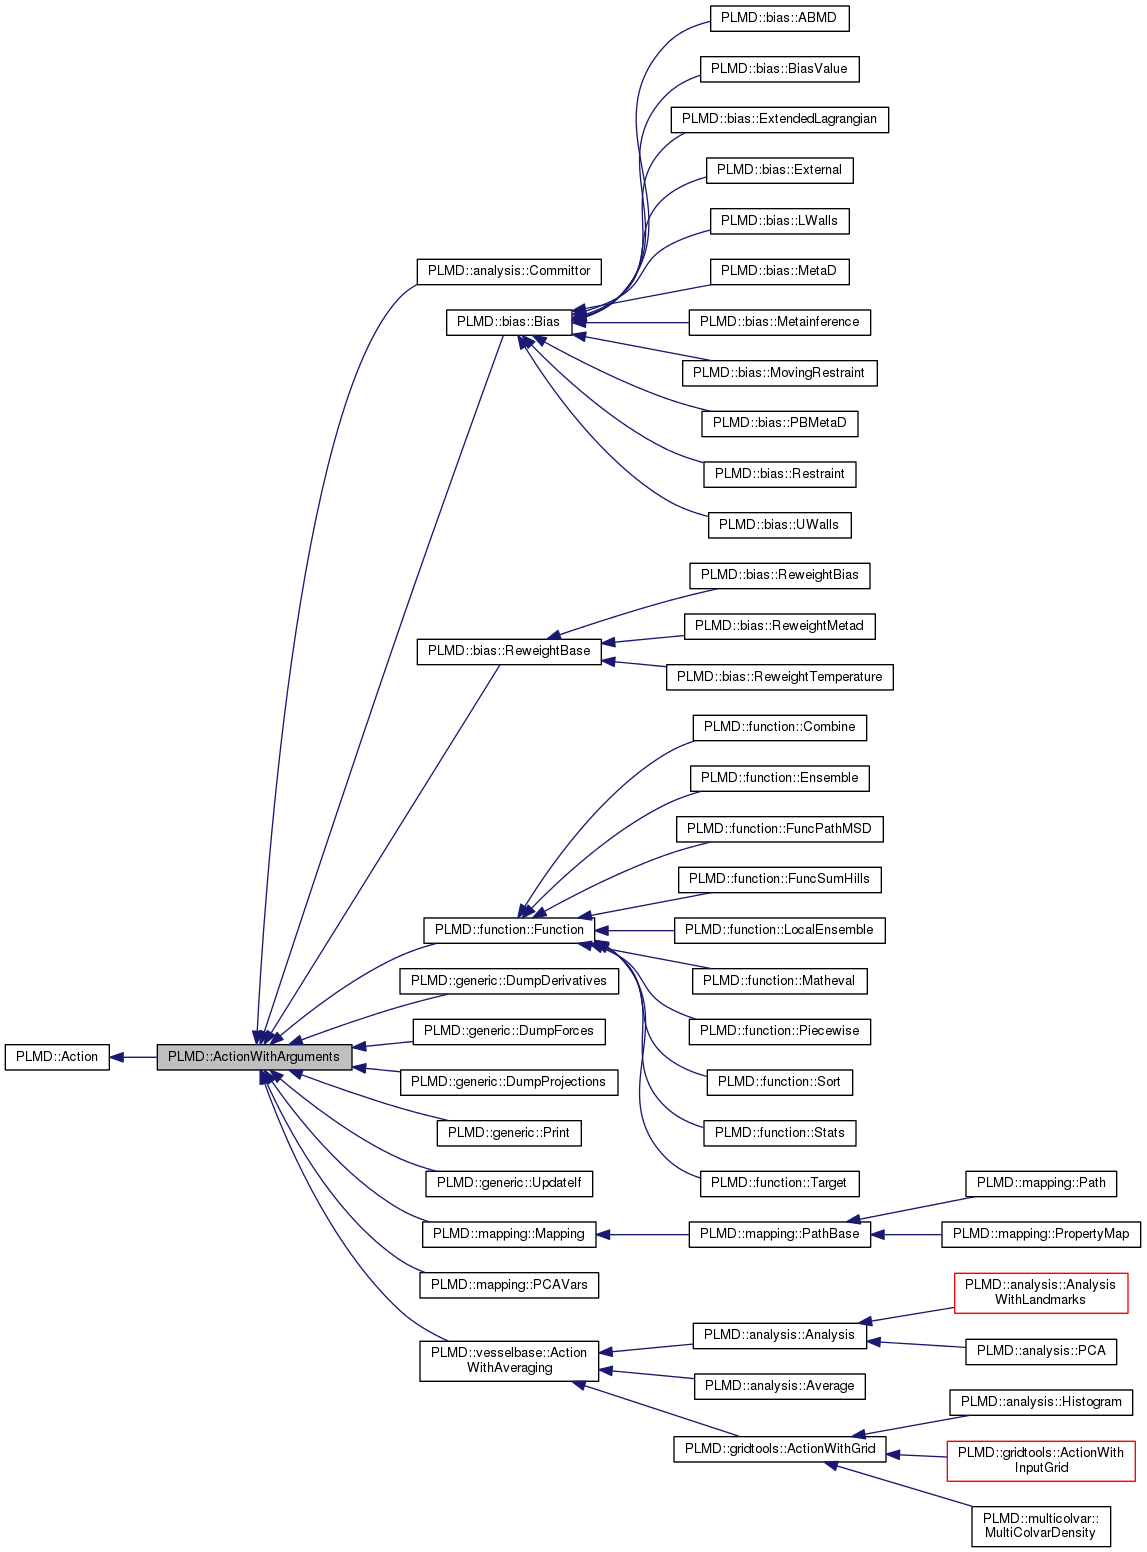 PLMD::bias::ABMD
PLMD::bias::BiasValue
PLMD::bias::ExtendedLagrangian
PLMD::bias::External
PLMD::bias::LWalls
PLMD::analysis::Committor
PLMD::bias::MetaD
PLMD::bias::Bias
PLMD::bias::Metainference
PLMD::bias::MovingRestraint
PLMD::bias::PBMetaD
PLMD::bias::Restraint
PLMD::bias::UWalls
PLMD::bias::ReweightBias
PLMD::bias::ReweightMetad
PLMD::bias::ReweightBase
PLMD::bias::ReweightTemperature
PLMD::function::Combine
PLMD::function::Ensemble
PLMD::function::FuncPathMSD
PLMD::function::FuncSumHills
PLMD::function::Function
PLMD::function::LocalEnsemble
PLMD::generic::DumpDerivatives
PLMD::function::Matheval
PLMD::generic::DumpForces
PLMD::function::Piecewise
PLMD::Action
PLMD::ActionWithArguments
PLMD::generic::DumpProjections
PLMD::function::Sort
PLMD::generic::Print
PLMD::function::Stats
PLMD::generic::UpdateIf
PLMD::function::Target
PLMD::mapping::Path
PLMD::mapping::Mapping
PLMD::mapping::PathBase
PLMD::mapping::PropertyMap
PLMD::mapping::PCAVars
PLMD::analysis::Analysis
WithLandmarks
PLMD::vesselbase::Action
WithAveraging
PLMD::analysis::Analysis
PLMD::analysis::PCA
PLMD::analysis::Average
PLMD::analysis::Histogram
PLMD::gridtools::ActionWithGrid
PLMD::gridtools::ActionWith
InputGrid
PLMD::multicolvar::
MultiColvarDensity